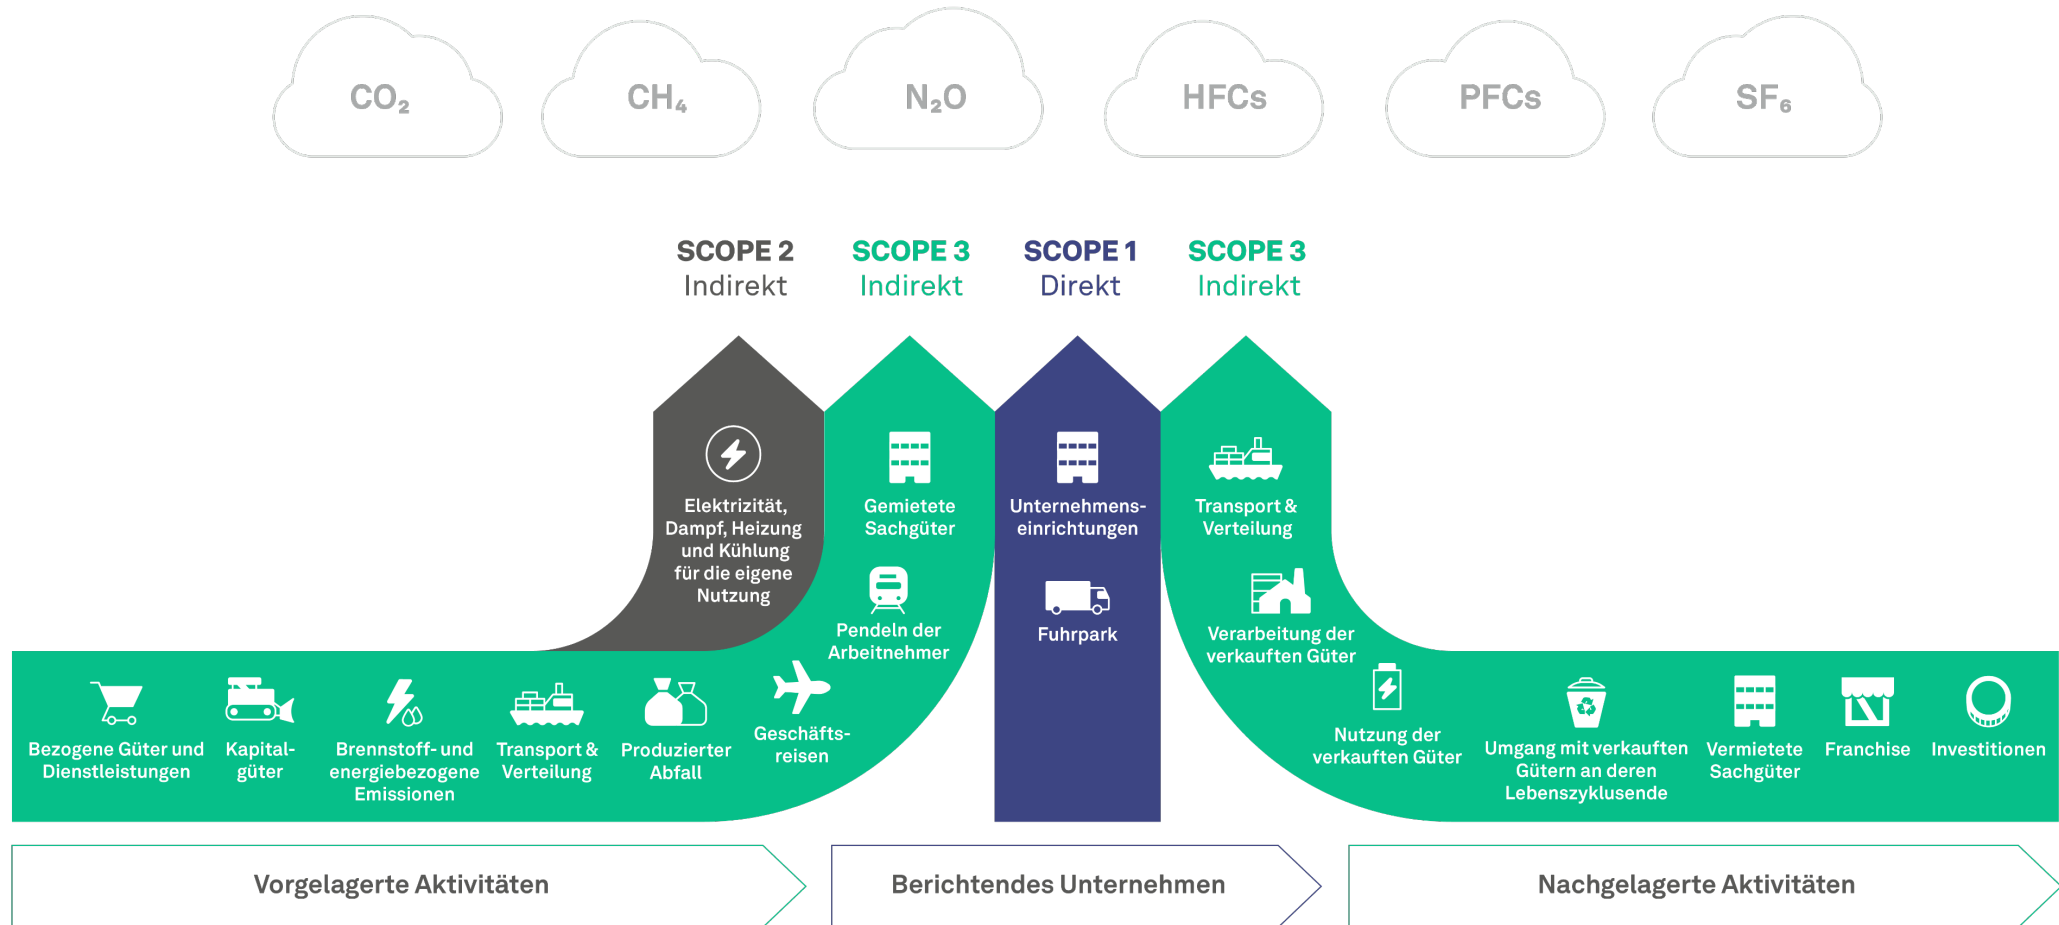 CO₂
CH₄
N₂O
HFCs
PFCs
SF₆
SCOPE 2
Indirekt
SCOPE 3
Indirekt
SCOPE 1
Direkt
SCOPE 3
Indirekt
Elektrizität,
Dampf, Heizung
und Kühlung
für die eigene
Nutzung
Gemietete
Sachgüter
Unternehmens-
einrichtungen
Transport &
Verteilung
Pendeln der
Arbeitnehmer
Fuhrpark
Verarbeitung der
verkauften Güter
Bezogene Güter und
Dienstleistungen
Kapital-
güter
Brennstoff- und
energiebezogene
Emissionen
Transport &
Verteilung
Produzierter
Abfall
Geschäfts-
reisen
Nutzung der
verkauften Güter
Umgang mit verkauften
Gütern an deren
Lebenszyklusende
Vermietete
Sachgüter
Franchise
Investitionen
Vorgelagerte Aktivitäten
Berichtendes Unternehmen
Nachgelagerte Aktivitäten